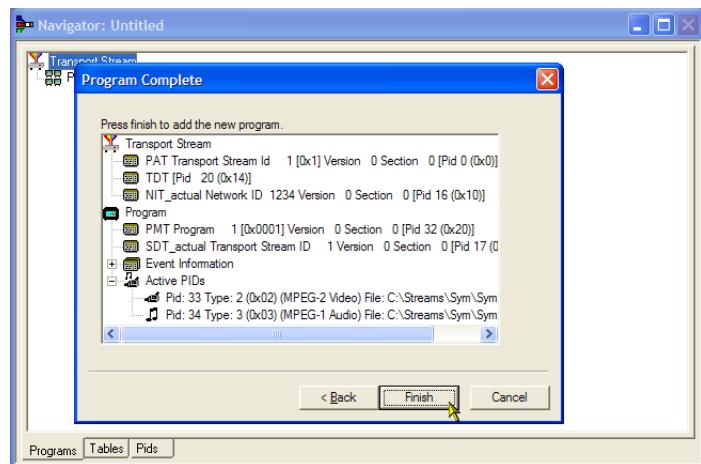 Navigator: Untitled
Transport Stream
P
Program Complete
Press finish to add the new program.
Transport Stream
PAT Transport Stream Id 1 [0x1] Version 0 Section 0 [Pid 0 (0x0)]
TDT [Pid 20 (0x14)]
NIT_actual Network ID 1234 Version 0 Section 0 [Pid 16 (0x10)]
Program
PMT Program 1 [0x0001] Version 0 Section 0 [Pid 32 (0x20)]
SDT_actual Transport Stream ID 1 Version 0 Section 0 [Pid 17 (0
Event Information
Active PIDs
Pid: 33 Type: 2 (0x02) (MPEG-2 Video) File: C:\Streams\Sym\Sym
Pid: 34 Type: 3 (0x03) (MPEG-1 Audio) File: C:\Streams\Sym\Sym
< Back Finish Cancel
Programs Tables Pids